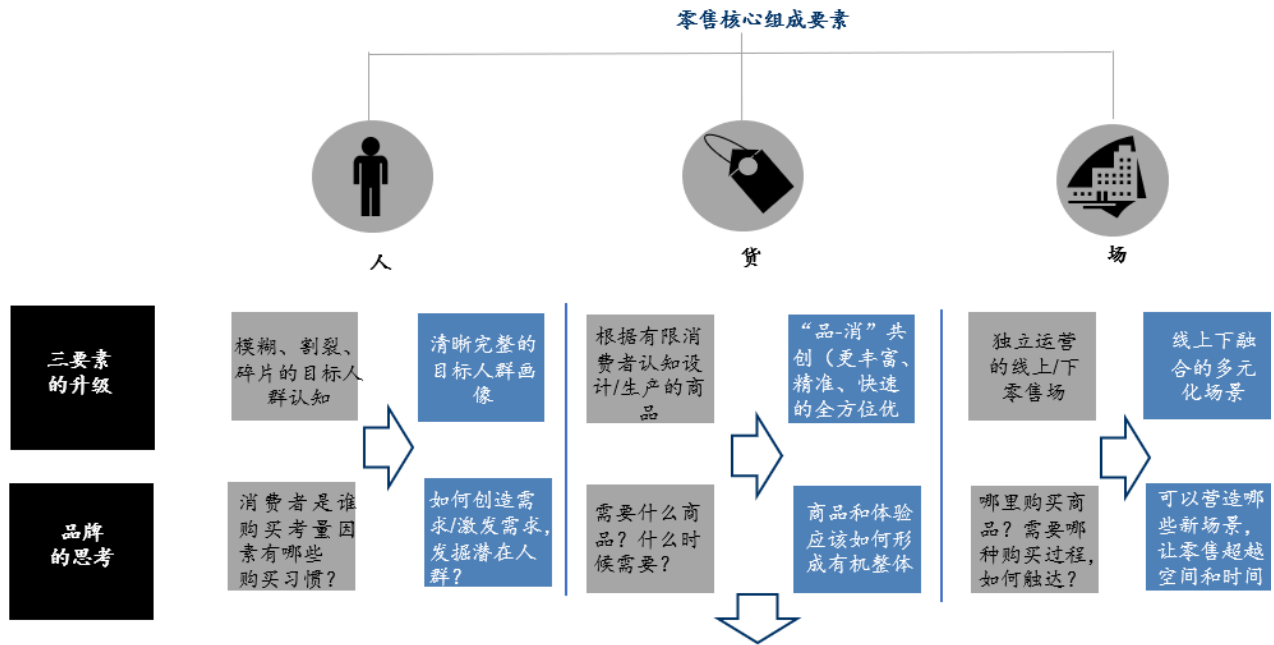 零售核心组成要素
人
货
场
三要素
的升级
模糊、割裂、
碎片的目标人
群认知
清晰完整的
目标人群画
像
根据有限消
费者认知设
计/生产的商
品
“品-消”共
创（更丰富、
精准、快速
的全方位优
独立运营
的线上/下
零售场
线上下融
合的多元
化场景
品牌
的思考
消费者是谁
购买考量因
素有哪些
购买习惯？
如何创造需
求/激发需求，
发掘潜在人
群？
需要什么商
品？什么时
候需要？
商品和体验
应该如何形
成有机整体
哪里购买商
品？需要哪
种购买过程，
如何触达？
可以营造哪
些新场景，
让零售超越
空间和时间